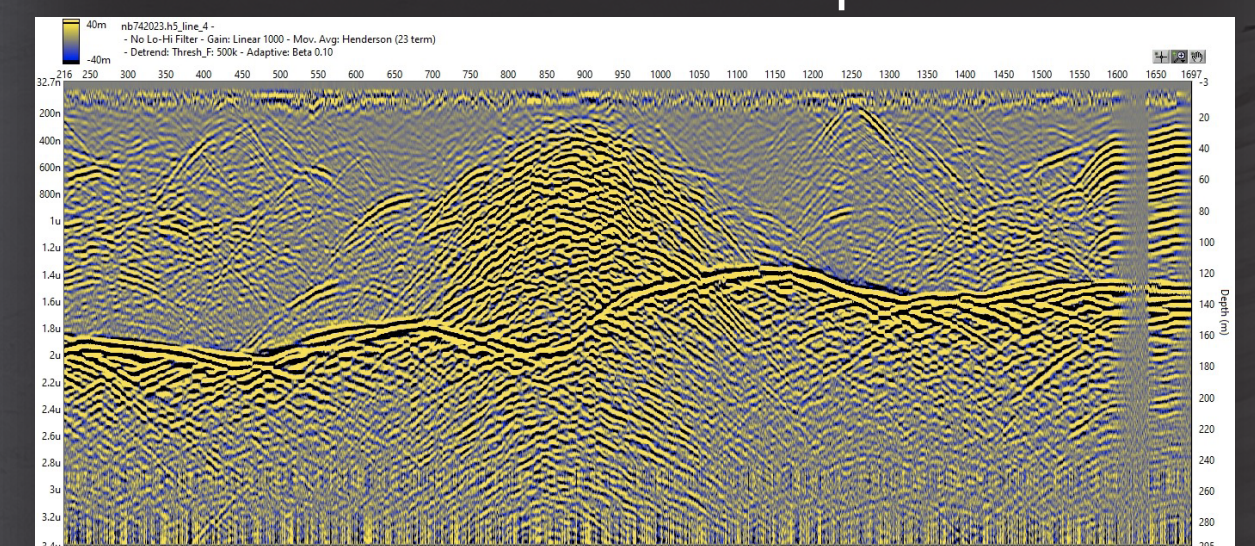 40m
-40m
nb742023.h5_line_4 -
- No Lo-Hi Filter - Gain: Linear 1000 - Mov. Avg: Henderson (23 term)
- Detrend: Thresh_F: 500k - Adaptive: Beta 0.10
216 250 300 350 400 450 500 550 600 650 700 750 800 850 900 950 1000 1050 1100 1150 1200 1250 1300 1350 1400 1450 1500 1550 1600 1650 1697
32.7n
200n
400n
600n
800n
1u
1.2u
1.4u
1.6u
1.8u
2u
2.2u
2.4u
2.6u
2.8u
3u
3.2u
-3
20
40
60
80
100
120
140
160
180
200
220
240
260
280
Depth (m)